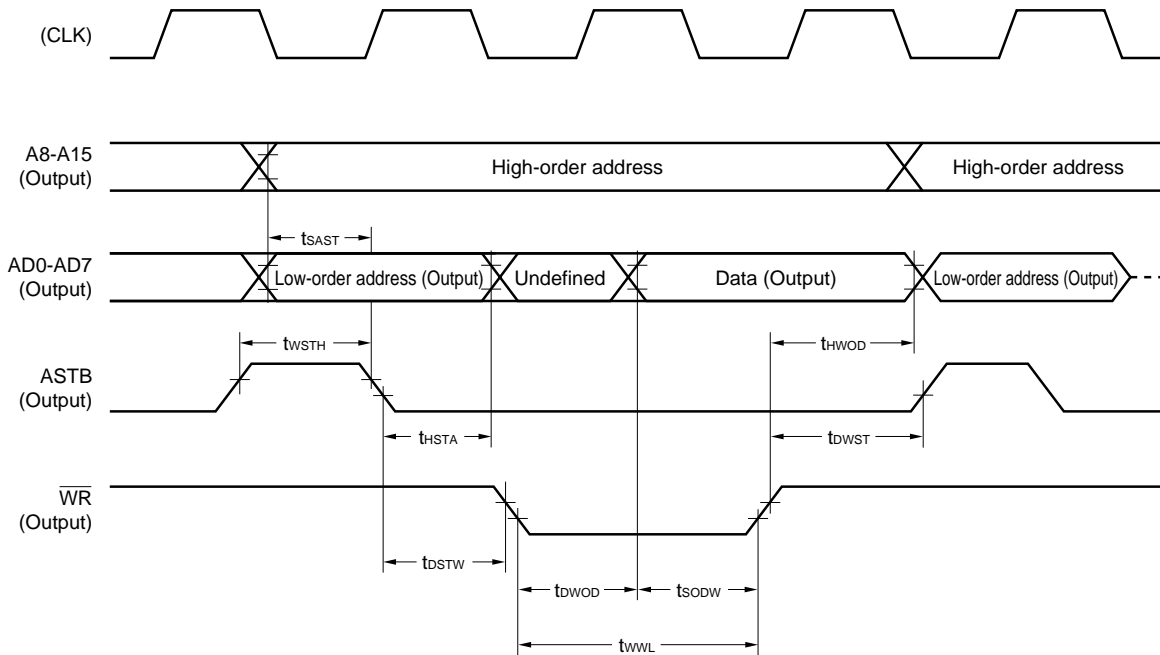 (CLK)
A8-A15
(Output)
High-order address
High-order address
tSAST
AD0-AD7
(Output)
Low-order address (Output)
Undefined
Data (Output)
Low-order address (Output)
tWSTH
tHWOD
ASTB
(Output)
tHSTA
tDWST
WR
(Output)
tDSTW
tDWOD
tSODW
tWWL